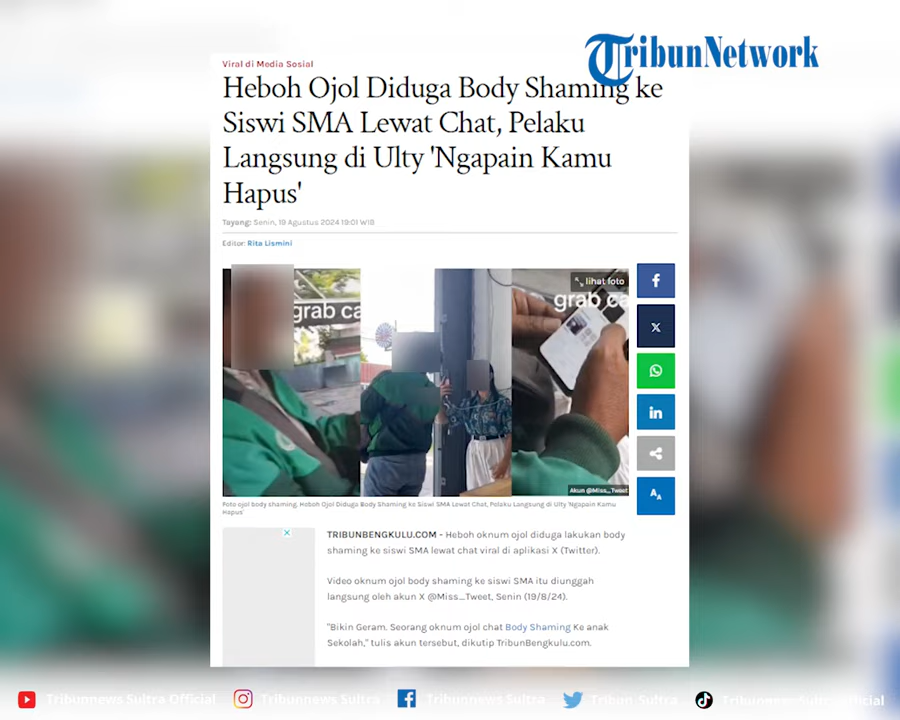 TribunNetwork
Viral di Media Sosial
Heboh Ojol Diduga Body Shaming ke
Siswi SMA Lewat Chat, Pelaku
Langsung di Ulty 'Ngapain Kamu
Hapus'
Tayang: Senin, 19 Agustus 2024 19:01 WIB
Editor: Rita Lismini
grab ca
lihat foto
grab ca
Akun @Miss_Tweet
Foto ojol body shaming. Heboh Ojol Diduga Body Shaming ke Siswi SMA Lewat Chat, Pelaku Langsung di Ulty 'Ngapain Kamu
Hapus'
TRIBUNBENGKULU.COM - Heboh oknum ojol diduga lakukan body
shaming ke siswi SMA lewat chat viral di aplikasi X (Twitter).
Video oknum ojol body shaming ke siswi SMA itu diunggah
langsung oleh akun X @Miss_Tweet, Senin (19/8/24).
"Bikin Geram. Seorang oknum ojol chat Body Shaming Ke anak
Sekolah," tulis akun tersebut, dikutip TribunBengkulu.com.
Tribunnews Sultra Official Tribunnews Sultra Tribunnews Sultra Tribun Sultra Tribunnews Sultra Official